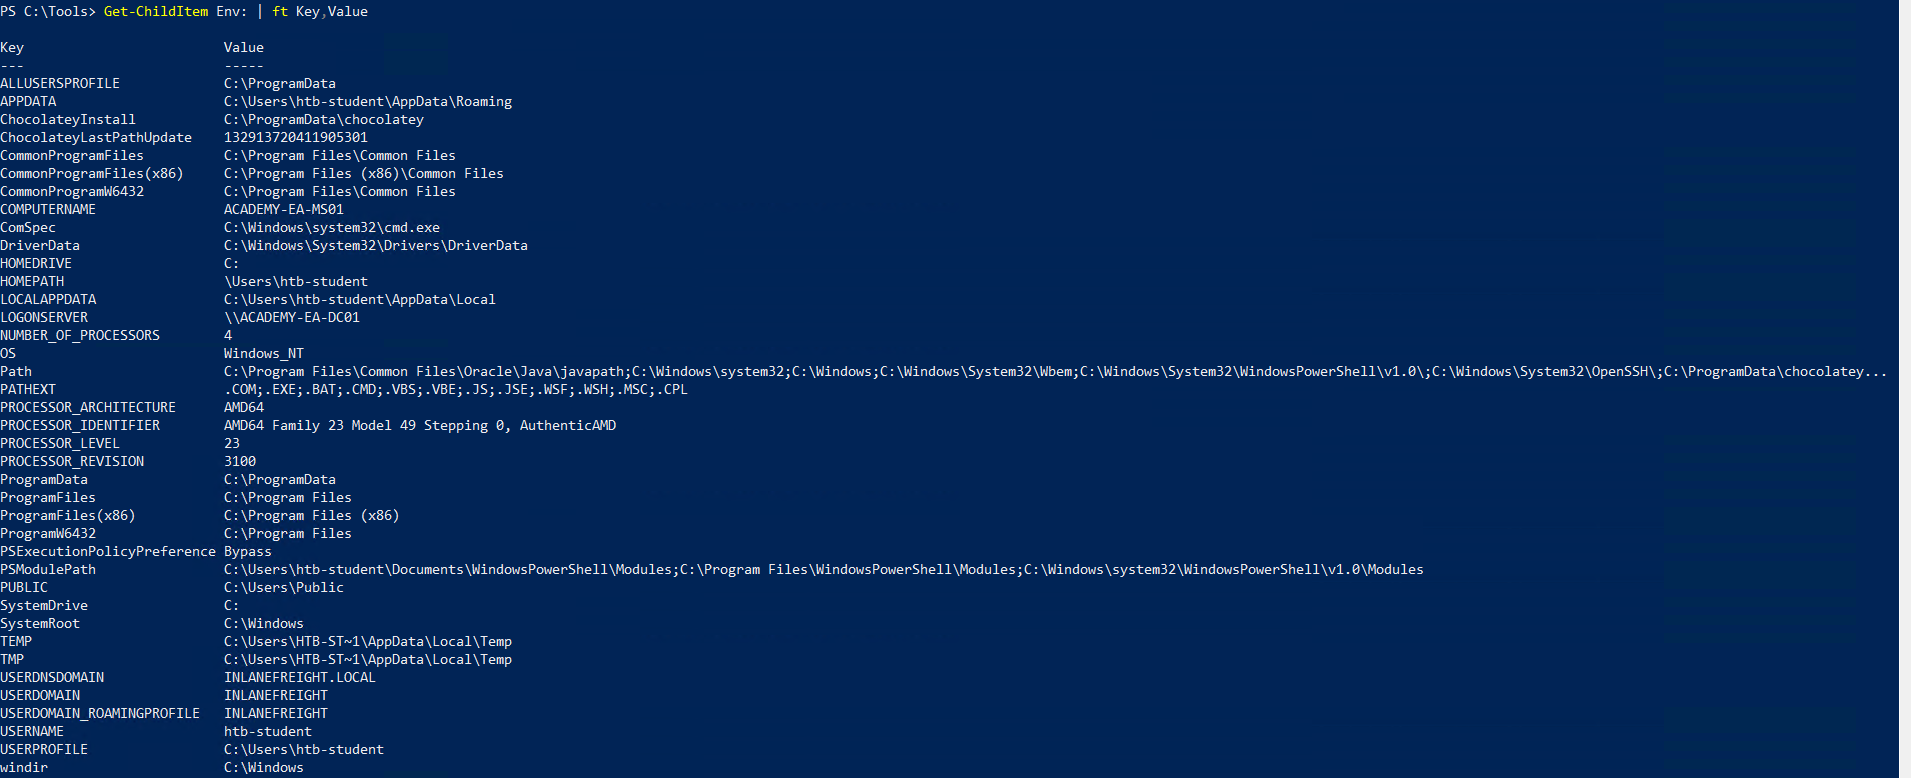 PS C:\Tools> Get-ChildItem Env: | ft Key,Value
Key Value
--- -----
ALLUSERSPROFILE C:\ProgramData
APPDATA C:\Users\htb-student\AppData\Roaming
ChocolateyInstall C:\ProgramData\chocolatey
ChocolateyLastPathUpdate 132913720411905301
CommonProgramFiles C:\Program Files\Common Files
CommonProgramFiles(x86) C:\Program Files (x86)\Common Files
CommonProgramW6432 C:\Program Files\Common Files
COMPUTERNAME ACADEMY-EA-MS01
ComSpec C:\Windows\system32\cmd.exe
DriverData C:\Windows\System32\Drivers\DriverData
HOMEDRIVE C:
HOMEPATH \Users\htb-student
LOCALAPPDATA C:\Users\htb-student\AppData\Local
LOGONSERVER \\ACADEMY-EA-DC01
NUMBER_OF_PROCESSORS 4
OS Windows_NT
Path C:\Program Files\Common Files\Oracle\Java\javapath;C:\Windows\system32;C:\Windows;C:\Windows\System32\Wbem;C:\Windows\System32\WindowsPowerShell\v1.0\;C:\Windows\System32\OpenSSH\;C:\ProgramData\chocolatey...
PATHEXT .COM;.EXE;.BAT;.CMD;.VBS;.VBE;.JS;.JSE;.WSF;.WSH;.MSC;.CPL
PROCESSOR_ARCHITECTURE AMD64
PROCESSOR_IDENTIFIER AMD64 Family 23 Model 49 Stepping 0, AuthenticAMD
PROCESSOR_LEVEL 23
PROCESSOR_REVISION 3100
ProgramData C:\ProgramData
ProgramFiles C:\Program Files
ProgramFiles(x86) C:\Program Files (x86)
ProgramW6432 C:\Program Files
PSExecutionPolicyPreference Bypass
PSModulePath C:\Users\htb-student\Documents\WindowsPowerShell\Modules;C:\Program Files\WindowsPowerShell\Modules;C:\Windows\system32\WindowsPowerShell\v1.0\Modules
PUBLIC C:\Users\Public
SystemDrive C:
SystemRoot C:\Windows
TEMP C:\Users\HTB-ST~1\AppData\Local\Temp
TMP C:\Users\HTB-ST~1\AppData\Local\Temp
USERDNSDOMAIN INLANEFREIGHT.LOCAL
USERDOMAIN INLANEFREIGHT
USERDOMAIN_ROAMINGPROFILE INLANEFREIGHT
USERNAME htb-student
USERPROFILE C:\Users\htb-student
windir C:\Windows